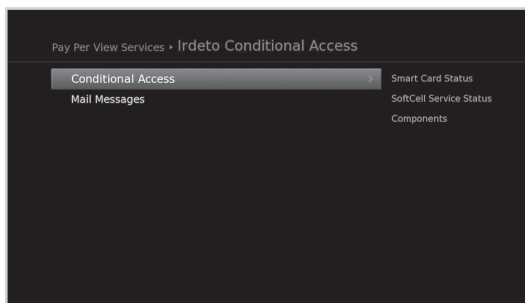 Pay Per View Services ▸ Irdeto Conditional Access
Conditional Access >
Mail Messages
Smart Card Status
SoftCell Service Status
Components